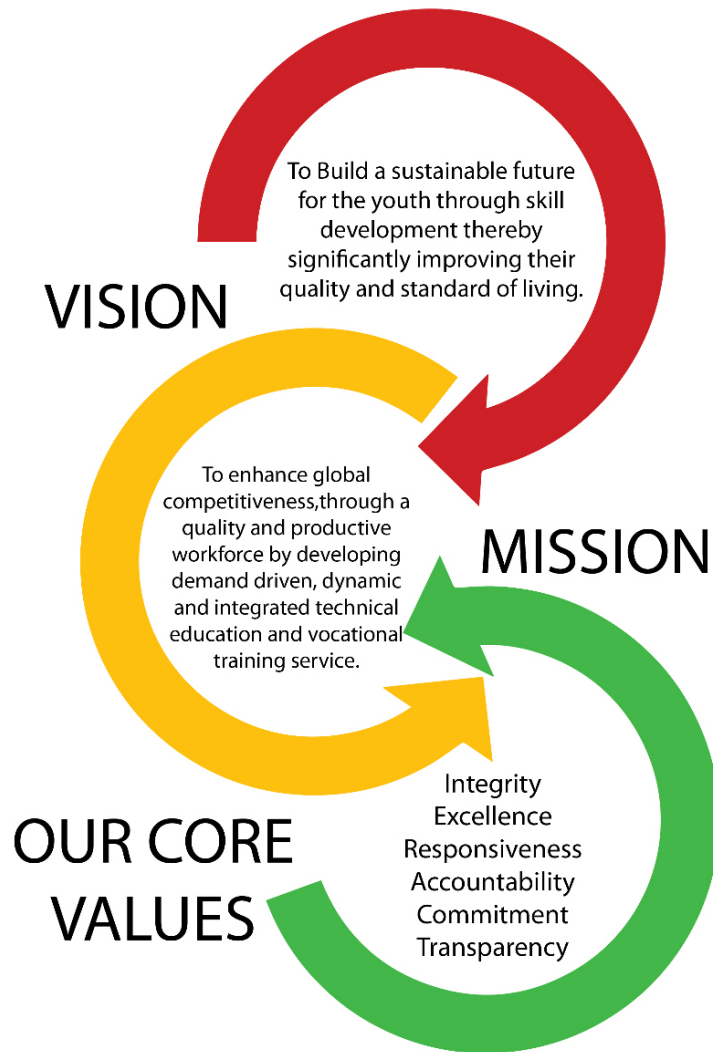 To Build a sustainable future
for the youth through skill
development thereby
significantly improving their
quality and standard of living.
VISION
To enhance global
competitiveness,through a
quality and productive
workforce by developing
demand driven, dynamic
and integrated technical
education and vocational
training service.
MISSION
Integrity
Excellence
Responsiveness
Accountability
Commitment
Transparency
OUR CORE
VALUES